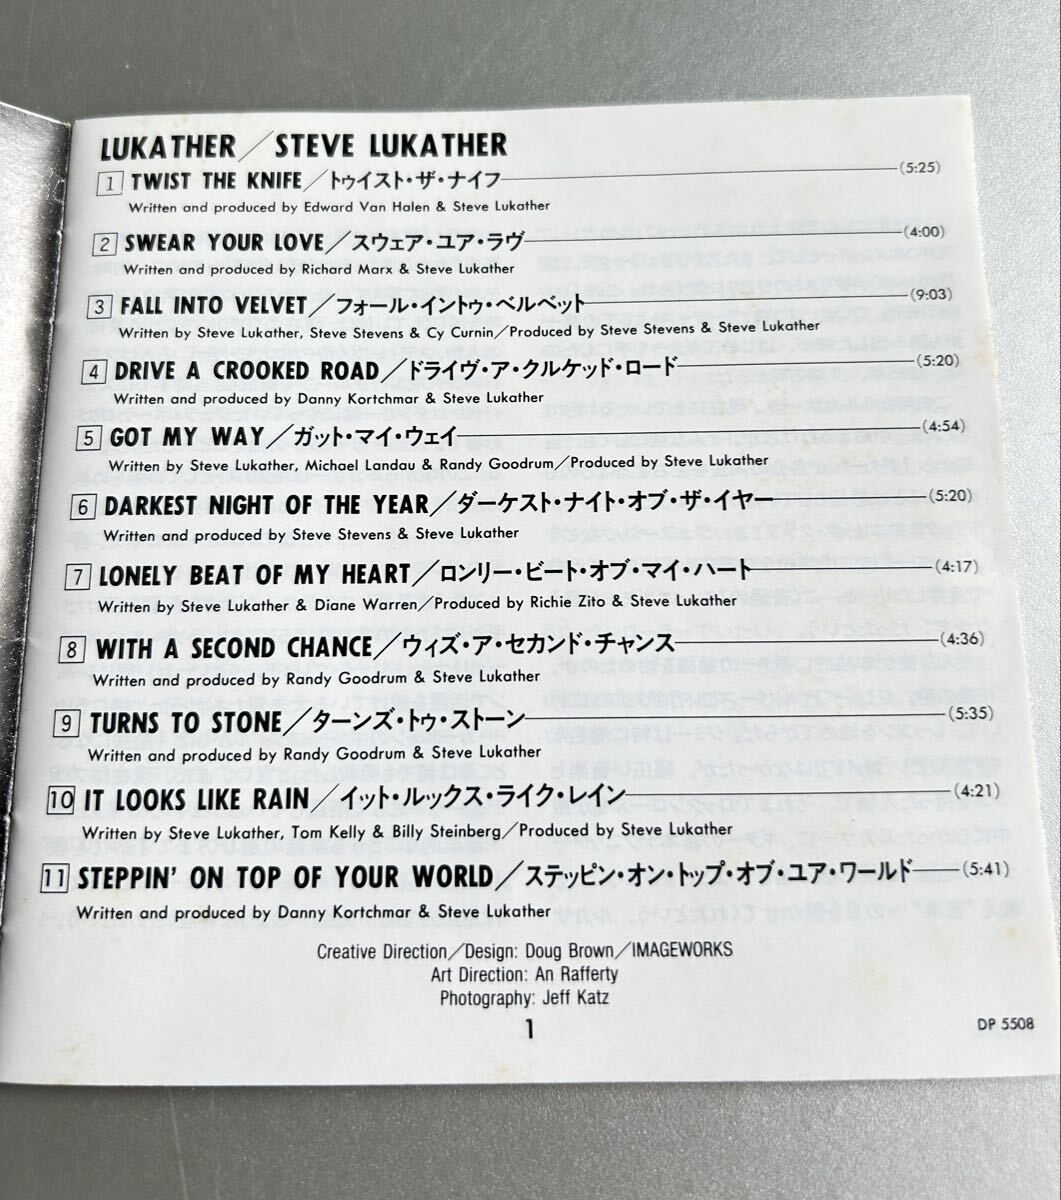 LUKATHER／STEVE LUKATHER
1 TWIST THE KNIFE／トゥイスト・ザ・ナイフ (5:25)
Written and produced by Edward Van Halen & Steve Lukather
2 SWEAR YOUR LOVE／スウェア・ユア・ラヴ (4:00)
Written and produced by Richard Marx & Steve Lukather
3 FALL INTO VELVET／フォール・イントゥ・ベルベット (9:03)
Written by Steve Lukather, Steve Stevens & Cy Curnin／Produced by Steve Stevens & Steve Lukather
4 DRIVE A CROOKED ROAD／ドライヴ・ア・クルケッド・ロード (5:20)
Written and produced by Danny Kortchmar & Steve Lukather
5 GOT MY WAY／ガット・マイ・ウェイ (4:54)
Written by Steve Lukather, Michael Landau & Randy Goodrum／Produced by Steve Lukather
6 DARKEST NIGHT OF THE YEAR／ダーケスト・ナイト・オブ・ザ・イヤー (5:20)
Written and produced by Steve Stevens & Steve Lukather
7 LONELY BEAT OF MY HEART／ロンリー・ビート・オブ・マイ・ハート (4:17)
Written by Steve Lukather & Diane Warren／Produced by Richie Zito & Steve Lukather
8 WITH A SECOND CHANCE／ウィズ・ア・セカンド・チャンス (4:36)
Written and produced by Randy Goodrum & Steve Lukather
9 TURNS TO STONE／ターンズ・トゥ・ストーン (5:35)
Written and produced by Randy Goodrum & Steve Lukather
10 IT LOOKS LIKE RAIN／イット・ルックス・ライク・レイン (4:21)
Written by Steve Lukather, Tom Kelly & Billy Steinberg／Produced by Steve Lukather
11 STEPPIN' ON TOP OF YOUR WORLD／ステッピン・オン・トップ・オブ・ユア・ワールド (5:41)
Written and produced by Danny Kortchmar & Steve Lukather
Creative Direction／Design: Doug Brown／IMAGEWORKS
Art Direction: An Rafferty
Photography: Jeff Katz
1
DP 5508